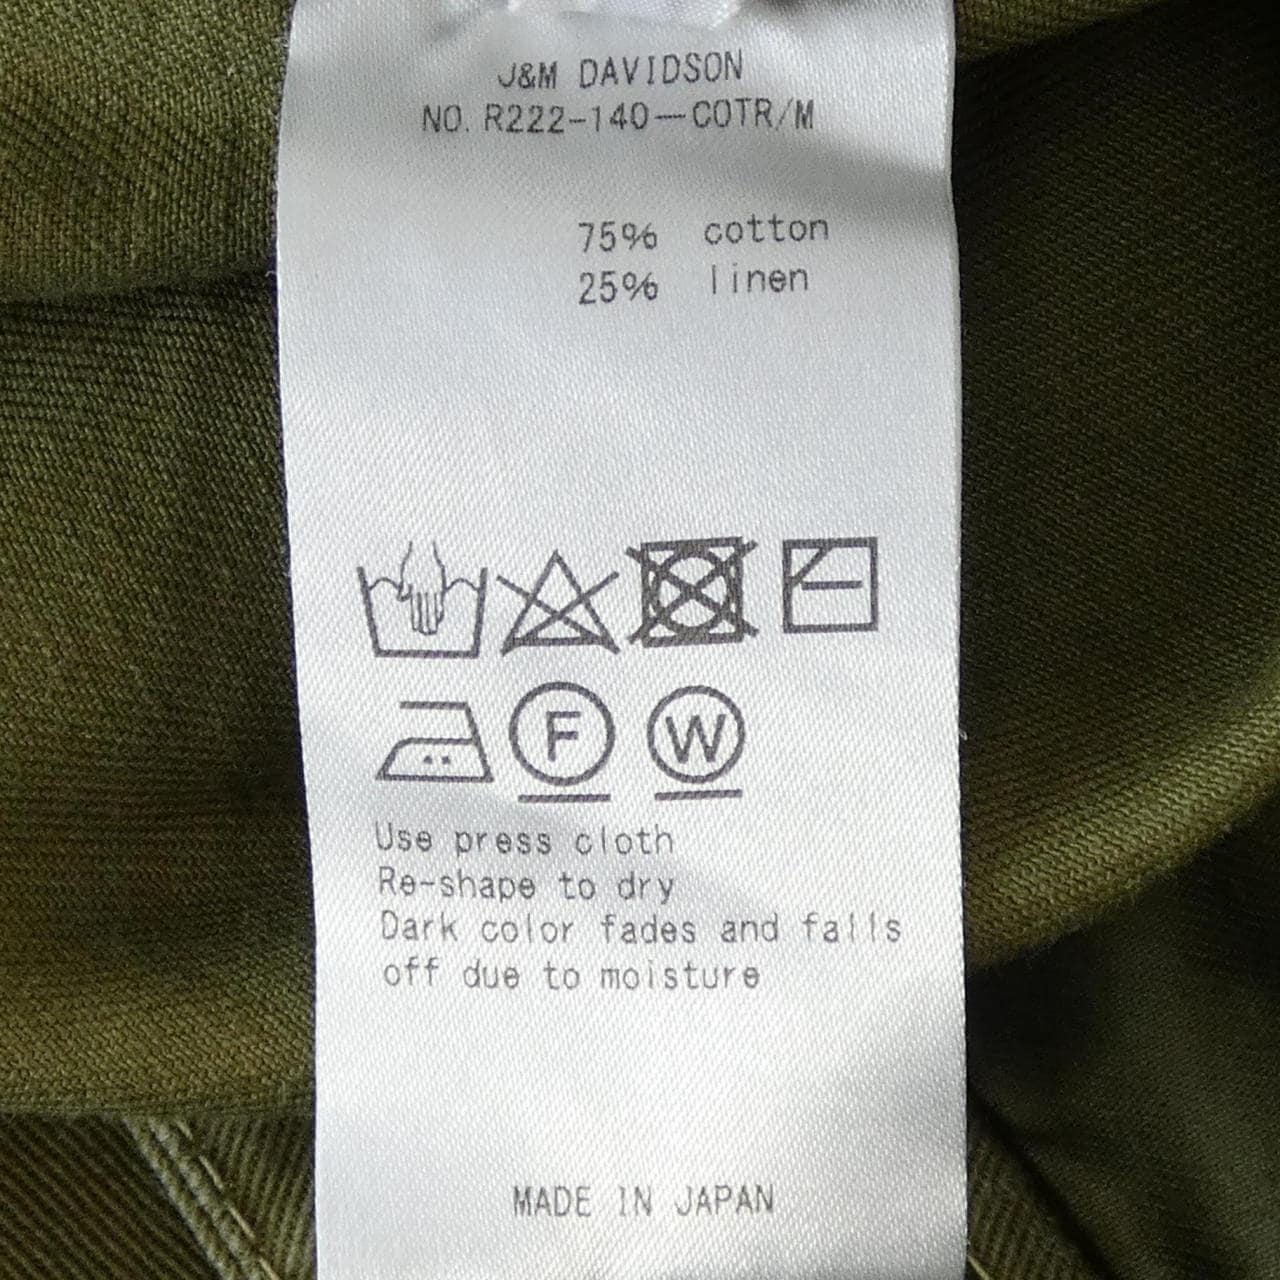 J&M DAVIDSON
NO. R222-140-COTR/M
75% cotton
25% linen
F W
Use press cloth
Re-shape to dry
Dark color fades and falls
off due to moisture
MADE IN JAPAN